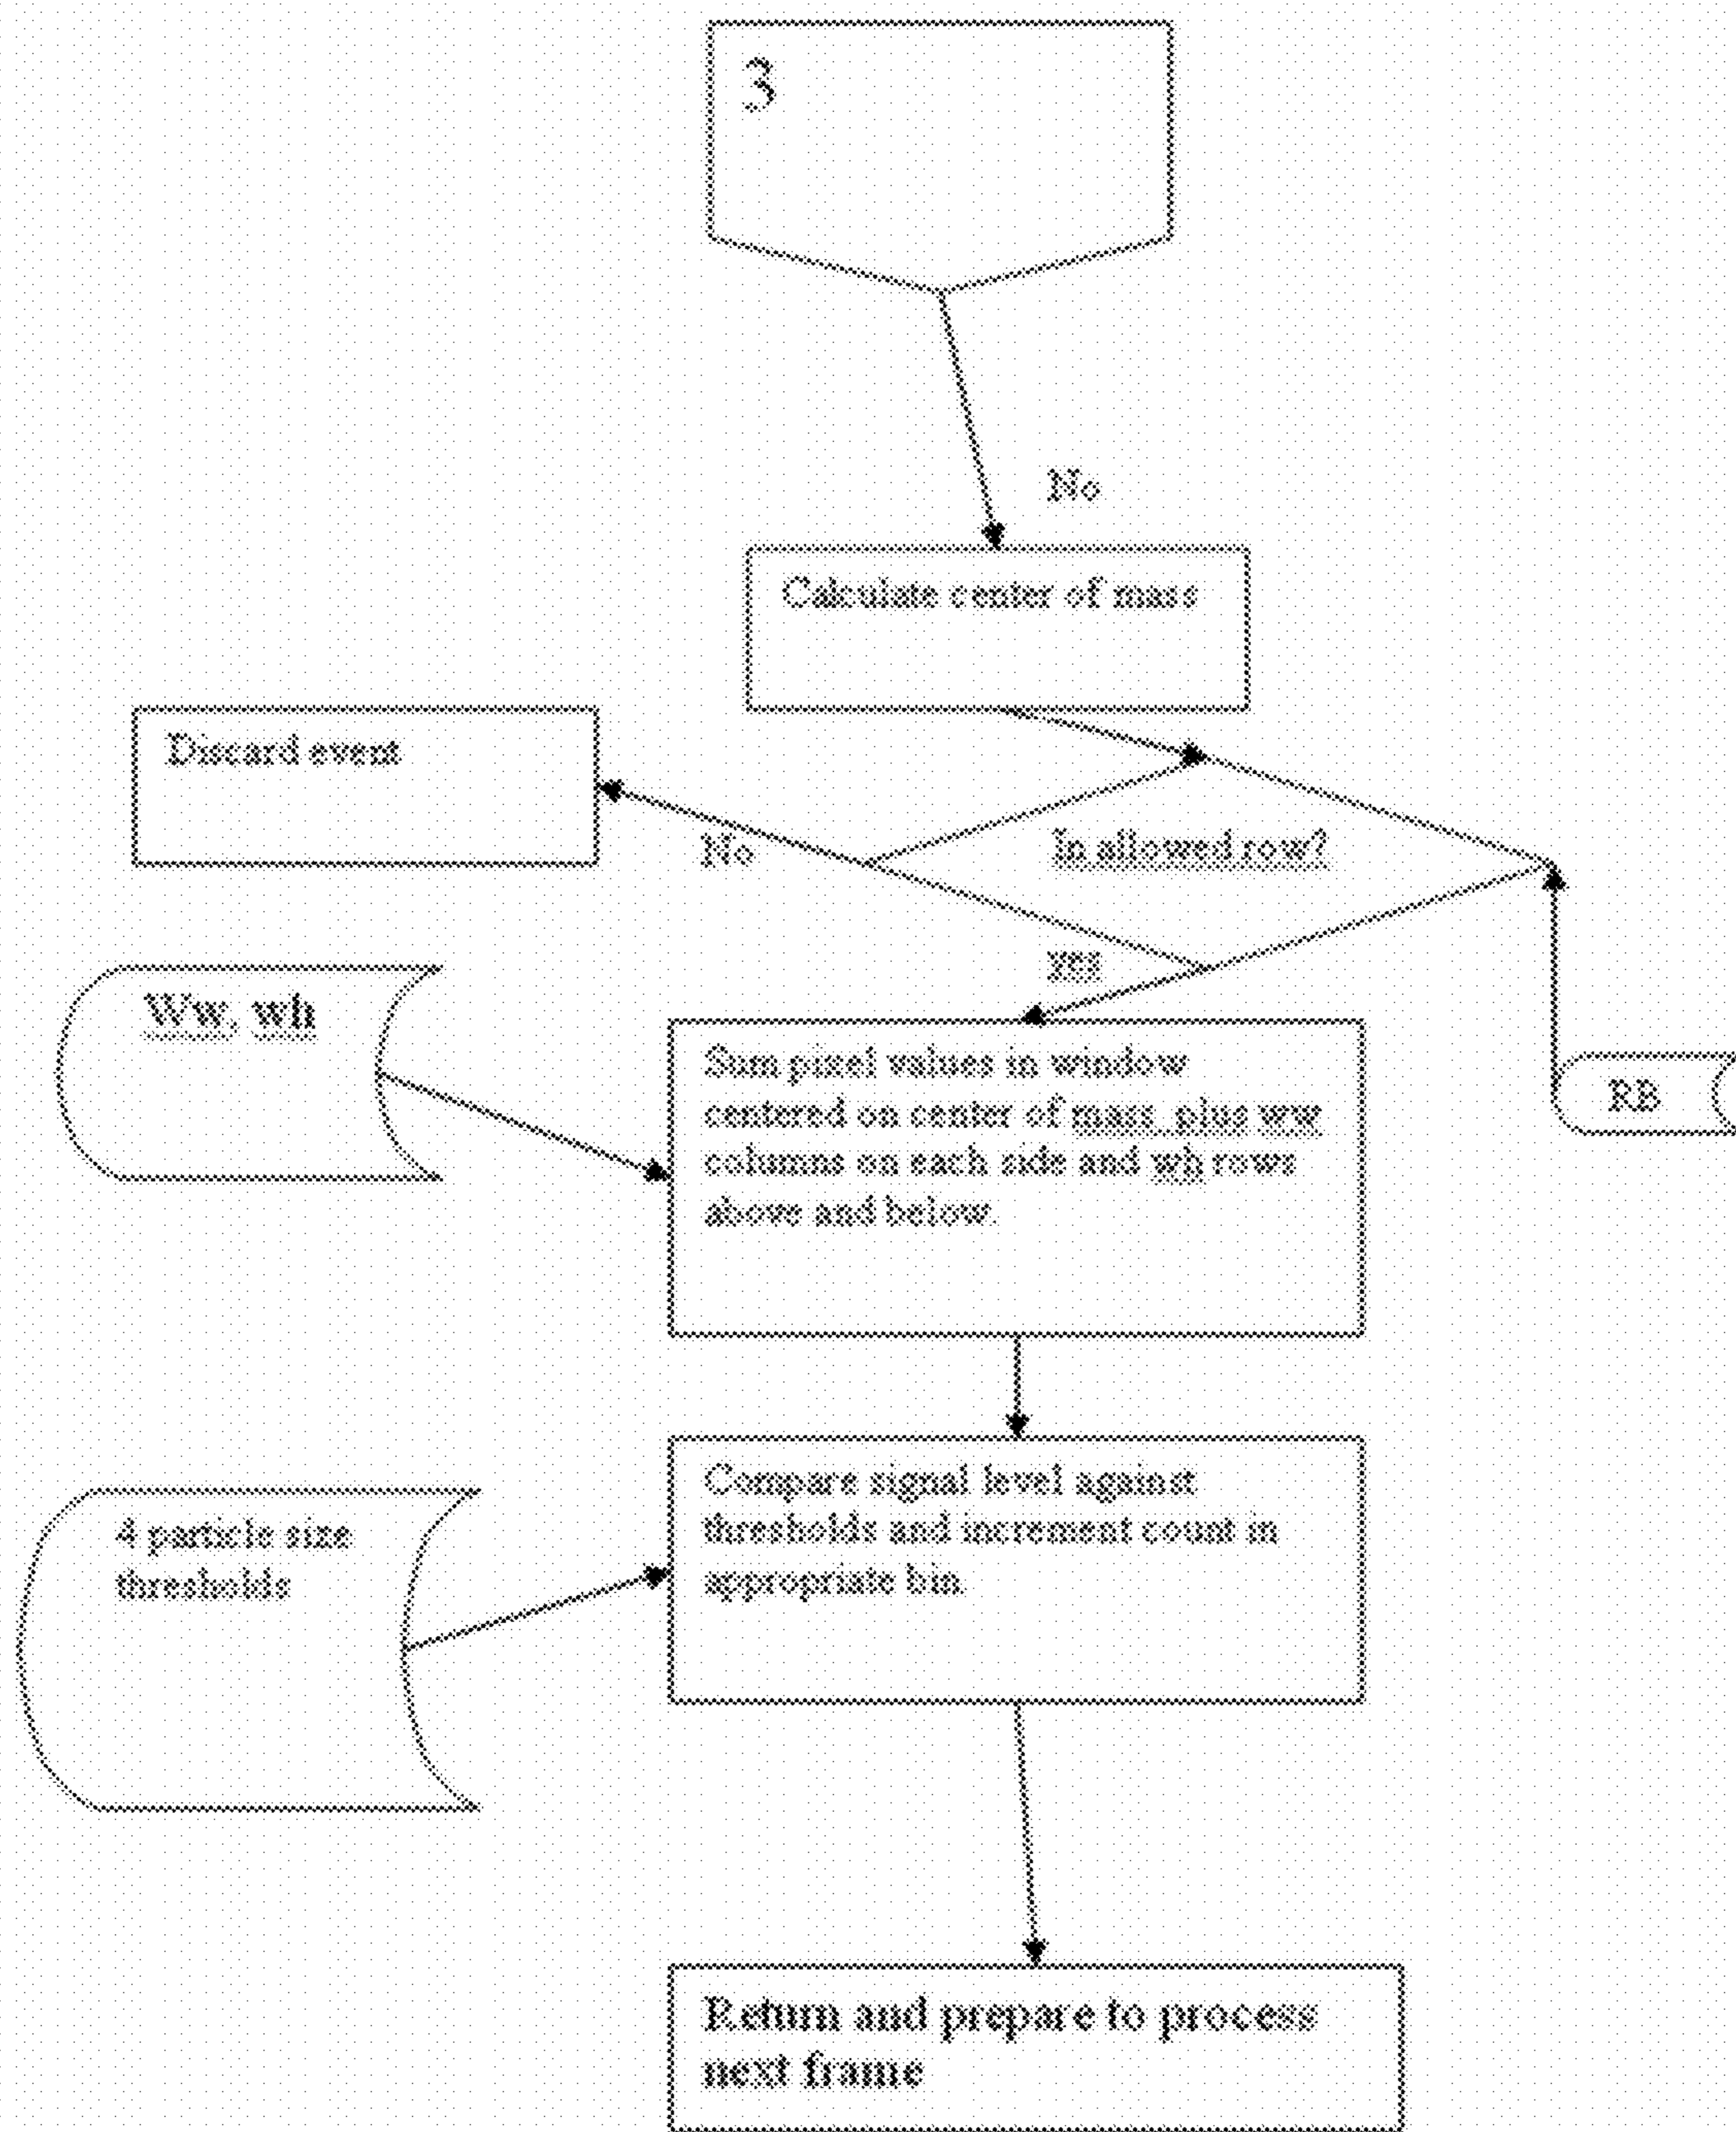 3
No
Calculate center of mass
Discard event
No
In allowed row?
YES
Ww, wh
RB
Sum pixel values in window
centered on center of mass plus ww
columns on each side and wh rows
above and below.
Compare signal level against
thresholds and increment count in
appropriate bin
4 particle size
thresholds
Return and prepare to process
next frame